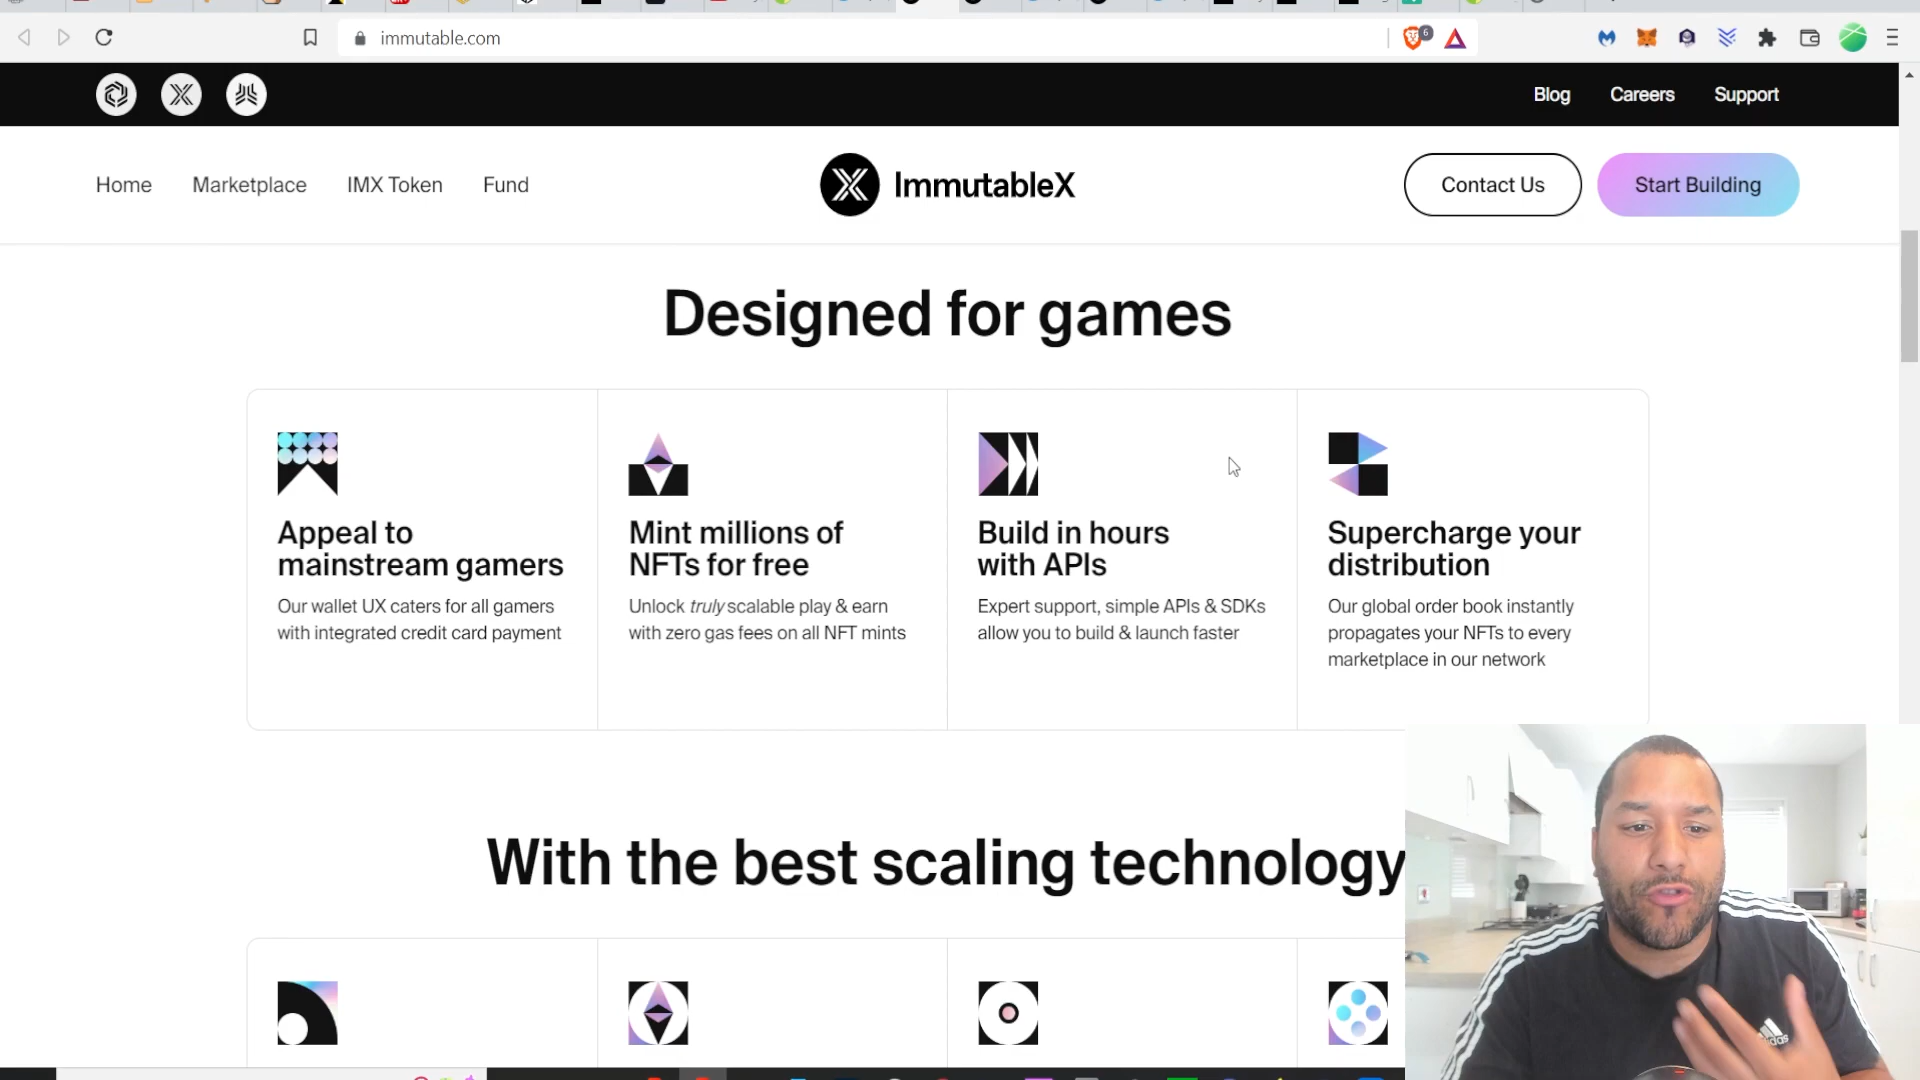 immutable.com
6
Blog
Careers
Support
Home
Marketplace
IMX Token
Fund
ImmutableX
Contact Us
Start Building
Designed for games
Appeal to
mainstream gamers
Our wallet UX caters for all gamers
with integrated credit card payment
Mint millions of
NFTs for free
Unlock truly scalable play & earn
with zero gas fees on all NFT mints
Build in hours
with APIs
Expert support, simple APIs & SDKs
allow you to build & launch faster
Supercharge your
distribution
Our global order book instantly
propagates your NFTs to every
marketplace in our network
With the best scaling technology
adidas